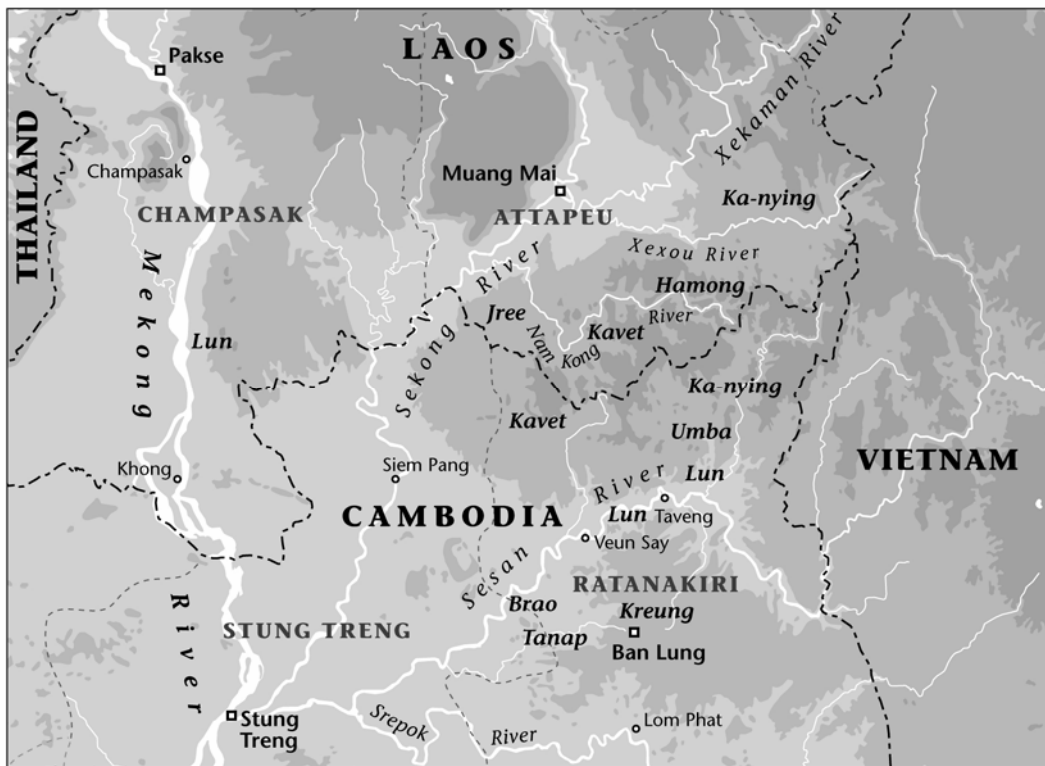 LAOS
Pakse
Xekaman River
THAILAND
Champasak
Muang Mai
CHAMPASAK
ATTAPEU
Ka-nying
Mekong
River
Xexou River
Hamong
Jree
Nam
Kong
River
Kavet
Lun
Sekong
River
Ka-nying
Kavet
Umba
VIETNAM
Khong
Siem Pang
River
Lun
CAMBODIA
Lun
Taveng
Veun Say
Sesan
RATANAKIRI
Brao
Kreung
STUNG TRENG
Tanap
Ban Lung
Stung
Treng
Srepok
River
Lom Phat